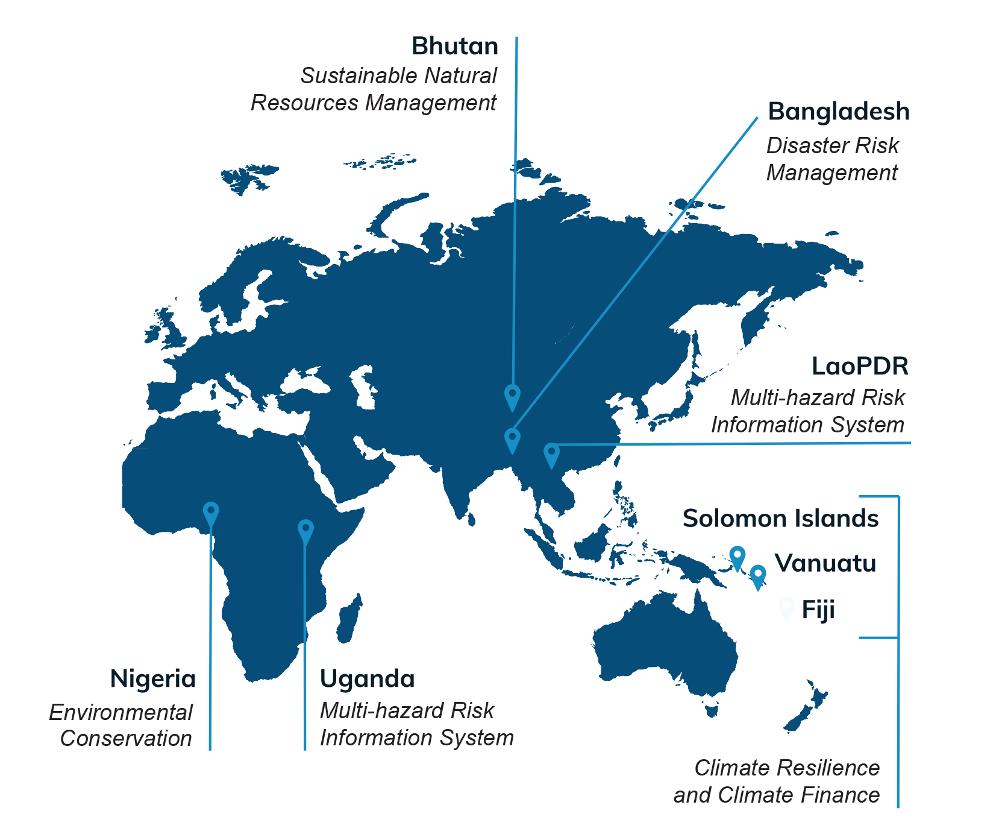 Bhutan
Sustainable Natural
Resources Management
Bangladesh
Disaster Risk
Management
LaoPDR
Multi-hazard Risk
Information System
Solomon Islands
Vanuatu
Fiji
Nigeria
Environmental
Conservation
Uganda
Multi-hazard Risk
Information System
Climate Resilience
and Climate Finance